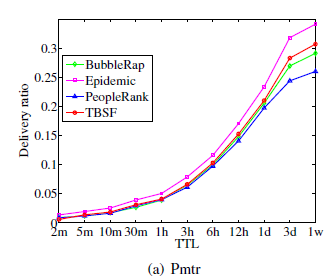 0.3
0.25
0.2
0.15
0.1
0.05
0
Delivery ratio
BubbleRap
Epidemic
PeopleRank
TBSF
2m 5m 10m 30m 1h 3h 6h 12h 1d 3d 1w
TTL
(a) Pmtr